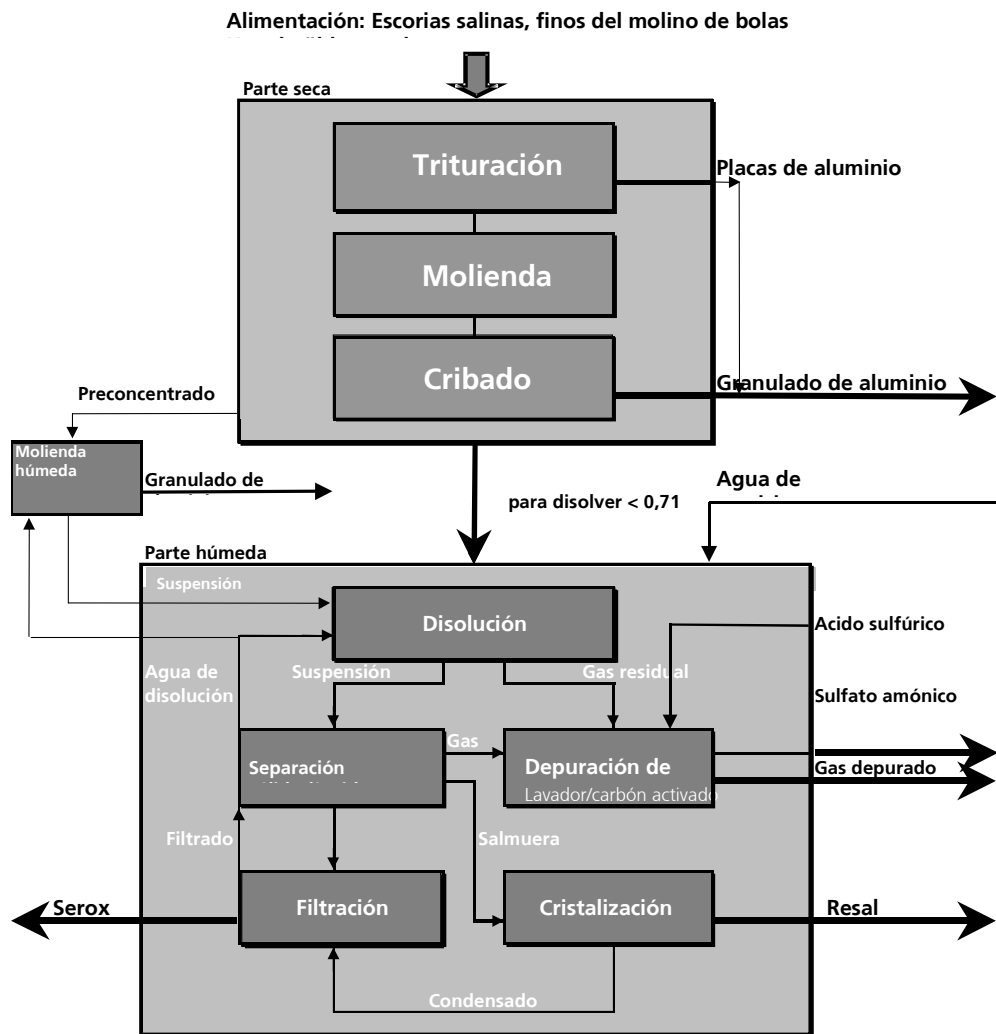 Alimentación: Escorias salinas, finos del molino de bolas
Parte seca
Trituración
Placas de aluminio
Molienda
Cribado
Granulado de aluminio
Preconcentrado
Molienda
húmeda
Granulado de
Agua de
para disolver < 0,71
Parte húmeda
Suspensión
Disolución
Acido sulfúrico
Agua de
disolución
Suspensión
Gas residual
Sulfato amónico
Gas
Separación
Depuración de
Lavador/carbón activado
Gas depurado
Filtrado
Salmuera
Serox
Filtración
Cristalización
Resal
Condensado